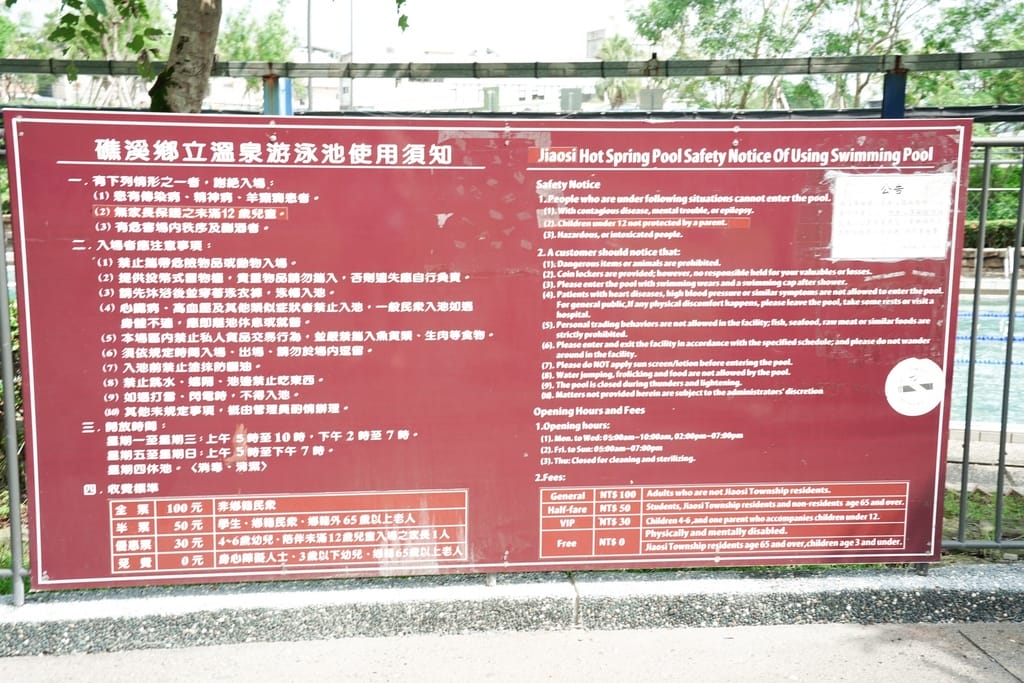 礁溪鄉立溫泉游泳池使用須知
一．有下列情形之一者，謝絕入場：
(1) 患有傳染病、精神病、羊癲瘋患者。
(2) 無家長保護之未滿12歲兒童。
(3) 有危害場內秩序及酗酒者。
二．入場者應注意事項：
(1) 禁止攜帶危險物品或動物入場。
(2) 提供投幣式置物櫃，貴重物品請勿攜入，否則遺失應自行負責。
(3) 請先沐浴後並穿著泳衣褲、泳帽入池。
(4) 心臟病、高血壓及其他類似症狀者禁止入池，一般民眾入池如遇
身體不適，應即離池休息或就醫。
(5) 本場區內禁止私人貨品交易行為，並嚴禁攜入魚貨類、生肉等食物。
(6) 須依規定時間入場、出場，請勿於場內逗留。
(7) 入池前禁止塗抹防曬油。
(8) 禁止跳水、嬉鬧，池邊禁止吃東西。
(9) 如遇打雷、閃電時，不得入池。
(10) 其他未規定事項，概由管理員酌情辦理。
三．開放時間：
星期一至星期三：上午 5 時至 10 時，下午 2 時至 7 時。
星期五至星期日：上午 5 時至下午 7 時。
星期四休池。〈消毒、清潔〉
四．收費標準
全 票 100 元 非鄉籍民眾
半 票 50 元 學生、鄉籍民眾、鄉籍外 65 歲以上老人
優惠票 30 元 4~6歲幼兒、陪伴未滿12歲兒童入場之家長1人
免 費 0 元 身心障礙人士、3歲以下幼兒、鄉籍65歲以上老人
Jiaosi Hot Spring Pool Safety Notice Of Using Swimming Pool
Safety Notice
1. People who are under following situations cannot enter the pool.
(1). With contagious disease, mental trouble, or epilepsy.
(2). Children under 12 not protected by a parent.
(3). Hazardous, or intoxicated people.
2. A customer should notice that:
(1). Dangerous items or animals are prohibited.
(2). Coin lockers are provided; however, no responsible held for your valuables or losses.
(3). Please enter the pool with swimming wears and a swimming cap after shower.
(4). Patients with heart diseases, high blood pressure or similar symptoms are not allowed to enter the pool.
For general public, If any physical discomfort happens, please leave the pool, take some rests or visit a
hospital.
(5). Personal trading behaviors are not allowed in the facility; fish, seafood, raw meat or similar foods are
strictly prohibited.
(6). Please enter and exit the facility in accordance with the specified schedule; and please do not wander
around in the facility.
(7). Please do NOT apply sun screen/lotion before entering the pool.
(8). Water jumping, frolicking and food are not allowed by the pool.
(9). The pool is closed during thunders and lightening.
(10). Matters not provided herein are subject to the administrators' discretion
Opening Hours and Fees
1.Opening hours:
(1). Mon. to Wed: 05:00am~10:00am, 02:00pm~07:00pm
(2). Fri. to Sun: 05:00am~07:00pm
(3). Thu: Closed for cleaning and sterilizing.
2.Fees:
General NT$ 100 Adults who are not Jiaosi Township residents.
Half-fare NT$ 50 Students, Jiaosi Township residents and non-residents age 65 and over.
VIP NT$ 30 Children 4-6 ,and one parent who accompanies children under 12.
Free NT$ 0 Physically and mentally disabled.
Jiaosi Township residents age 65 and over,children age 3 and under.
公告